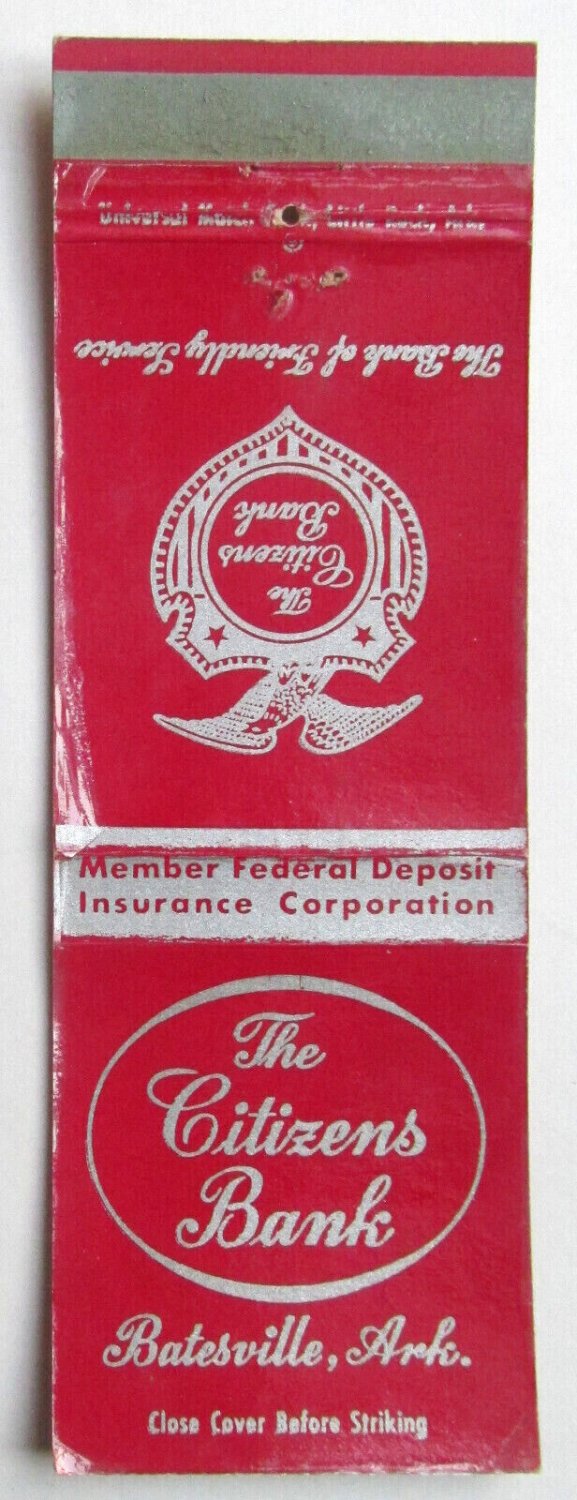 Universal Match Corp., Little Rock, Ark.
®
The Bank of Friendly Service
The
Citizens
Bank
Member Federal Deposit
Insurance Corporation
The
Citizens
Bank
Batesville, Ark.
Close Cover Before Striking